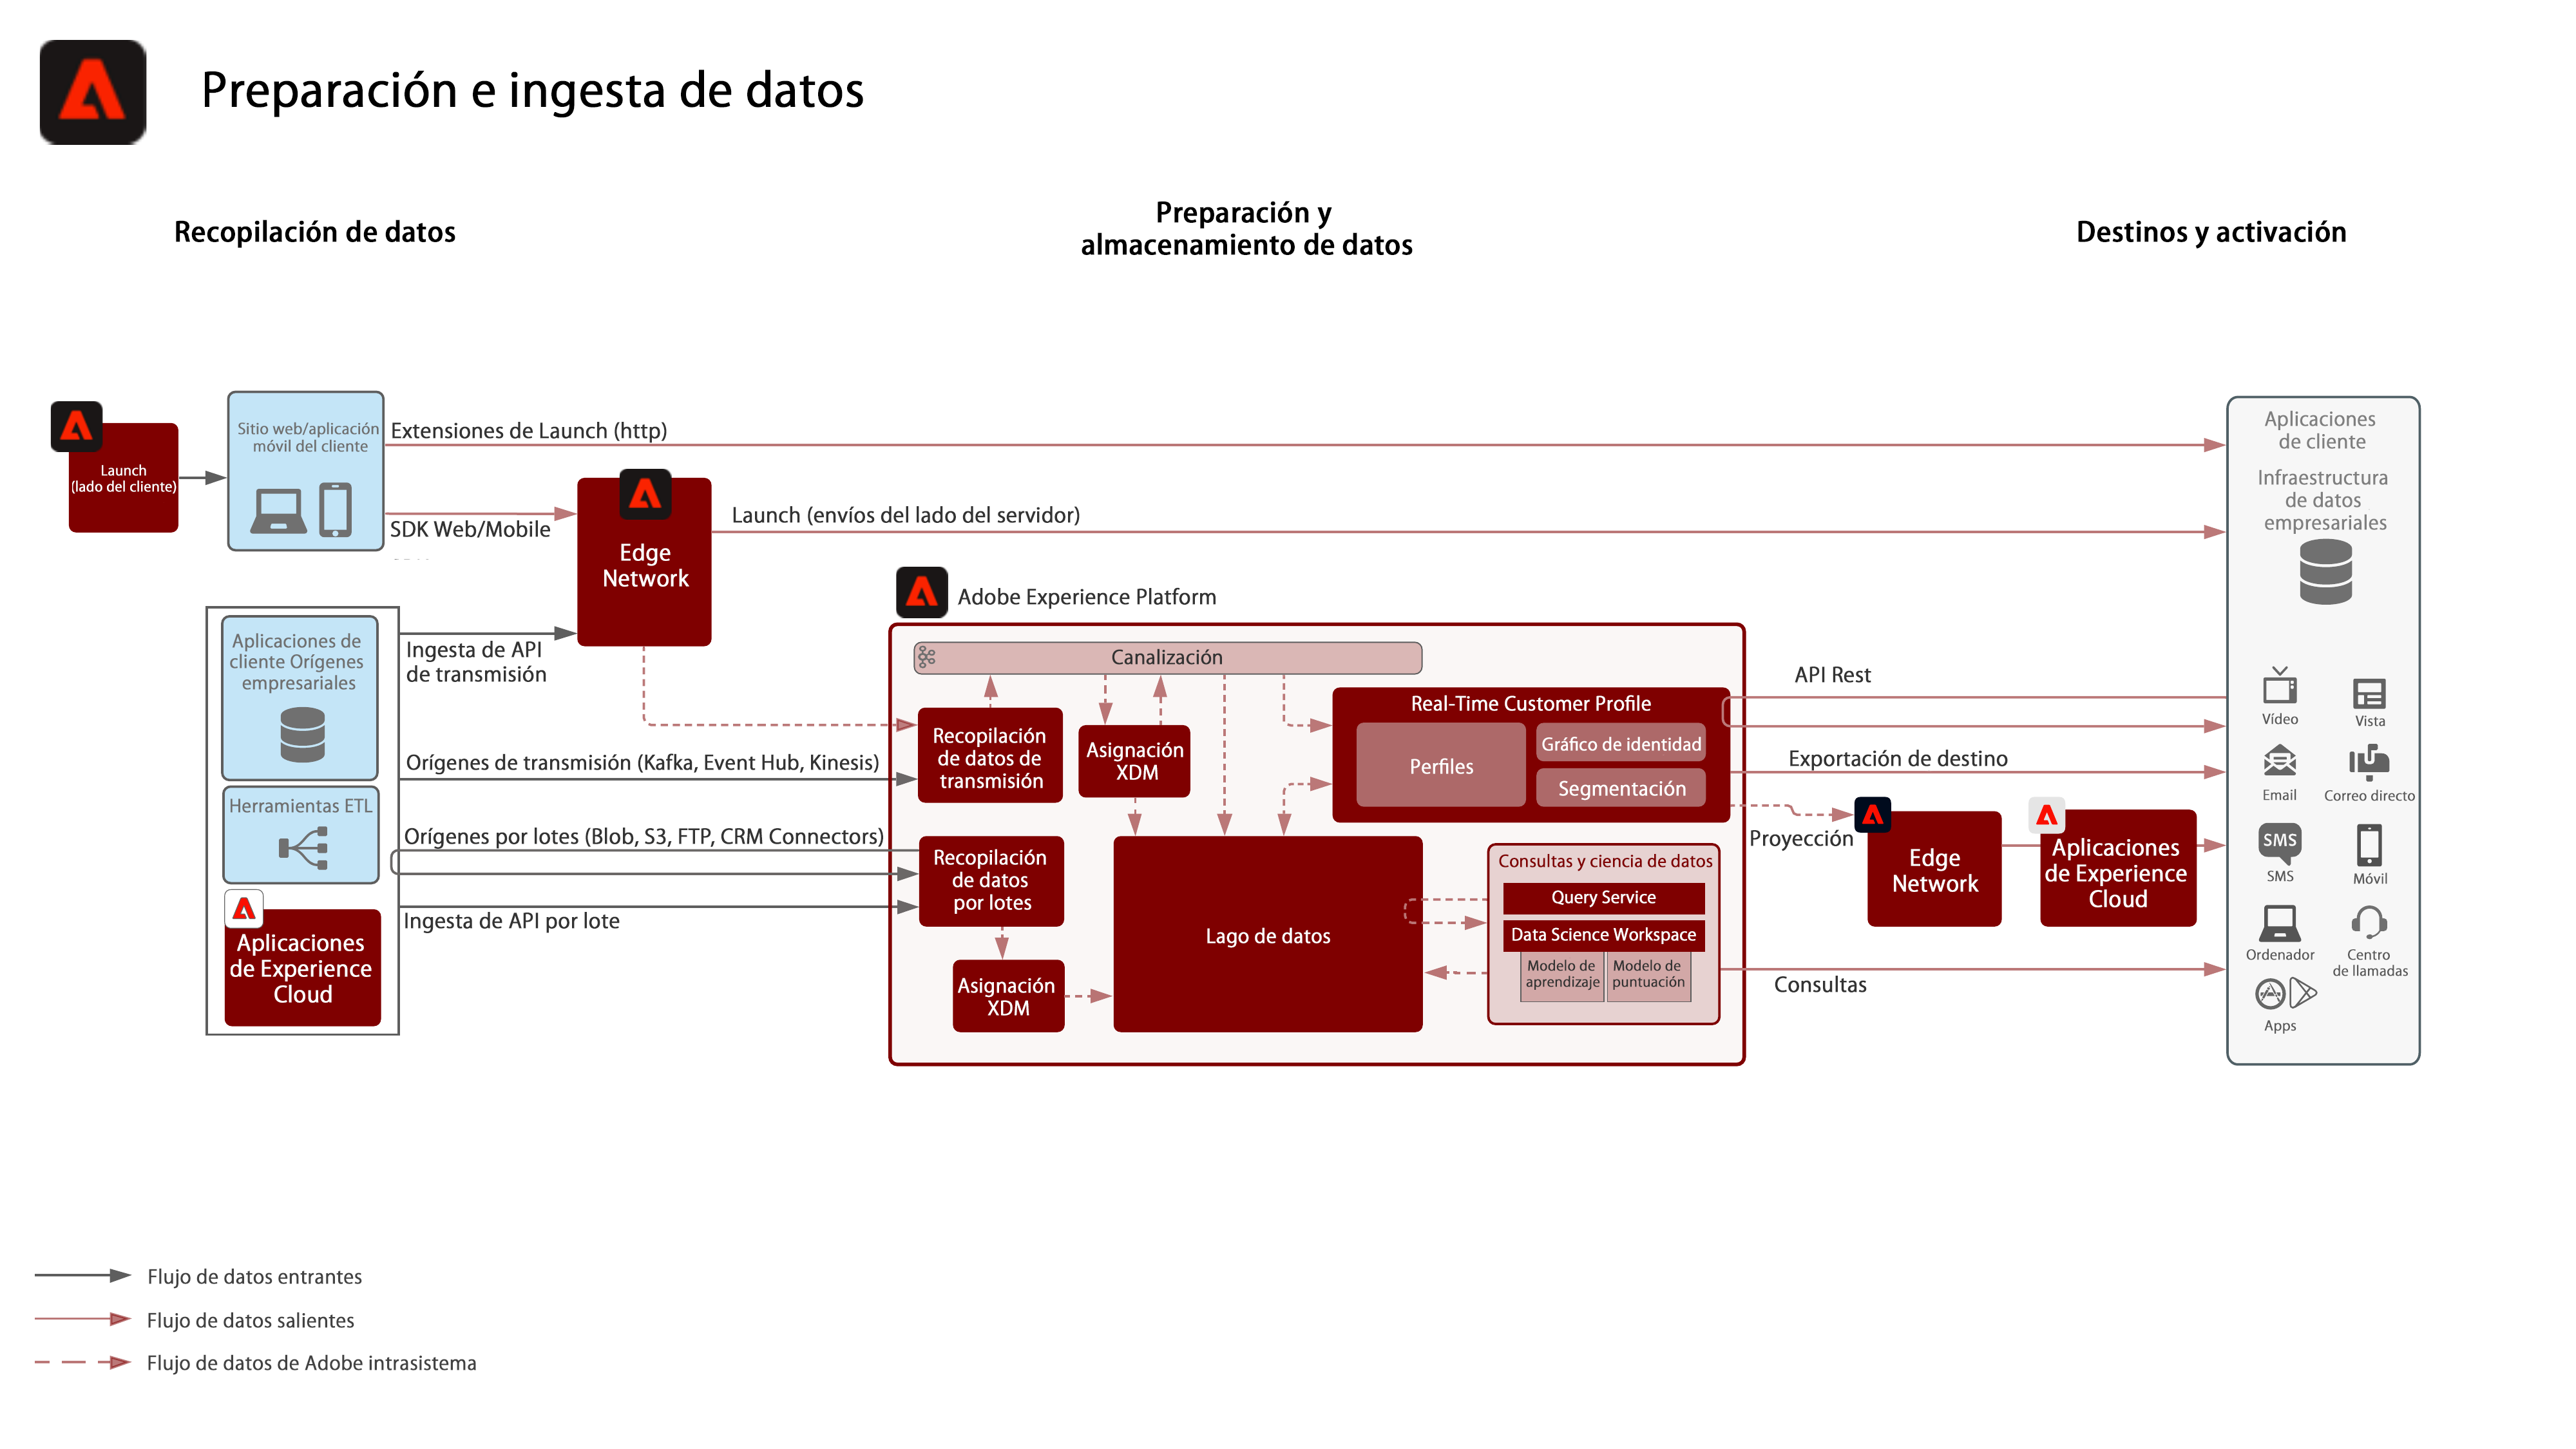 Preparación e ingesta de datos
Recopilación de datos
Preparación y
almacenamiento de datos
Destinos y activación
Launch
(lado del cliente)
Sitio web/aplicación
móvil del cliente
Extensiones de Launch (http)
SDK Web/Mobile
Edge
Network
Launch (envíos del lado del servidor)
Aplicaciones de
cliente Orígenes
empresariales
Herramientas ETL
Aplicaciones
de Experience
Cloud
Ingesta de API
de transmisión
Orígenes de transmisión (Kafka, Event Hub, Kinesis)
Orígenes por lotes (Blob, S3, FTP, CRM Connectors)
Ingesta de API por lote
Adobe Experience Platform
Canalización
Recopilación
de datos de
transmisión
Asignación
XDM
Real-Time Customer Profile
Perfiles
Gráfico de identidad
Segmentación
Recopilación
de datos
por lotes
Asignación
XDM
Lago de datos
Consultas y ciencia de datos
Query Service
Data Science Workspace
Modelo de
aprendizaje
Modelo de
puntuación
API Rest
Exportación de destino
Proyección
Edge
Network
Aplicaciones
de Experience
Cloud
Consultas
Aplicaciones
de cliente
Infraestructura
de datos
empresariales
Vídeo
Vista
Email
Correo directo
SMS
SMS
Móvil
Ordenador
Centro
de llamadas
Apps
Flujo de datos entrantes
Flujo de datos salientes
Flujo de datos de Adobe intrasistema